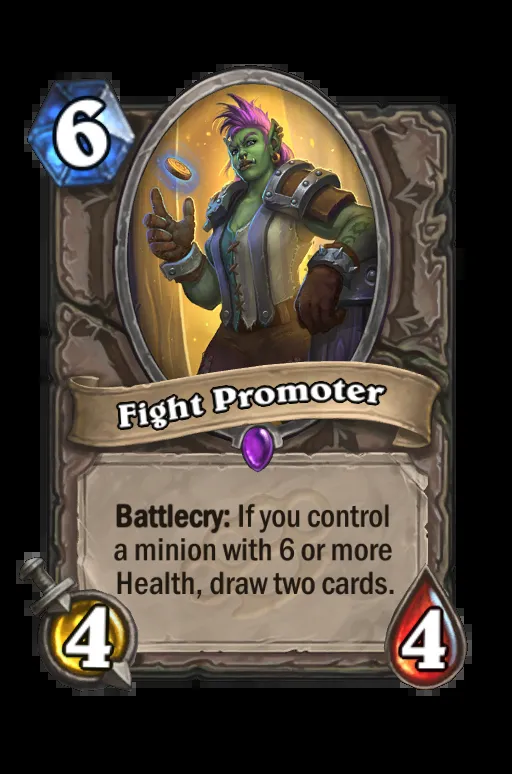 6
Fight Promoter
Battlecry: If you control
a minion with 6 or more
Health, draw two cards.
4
4